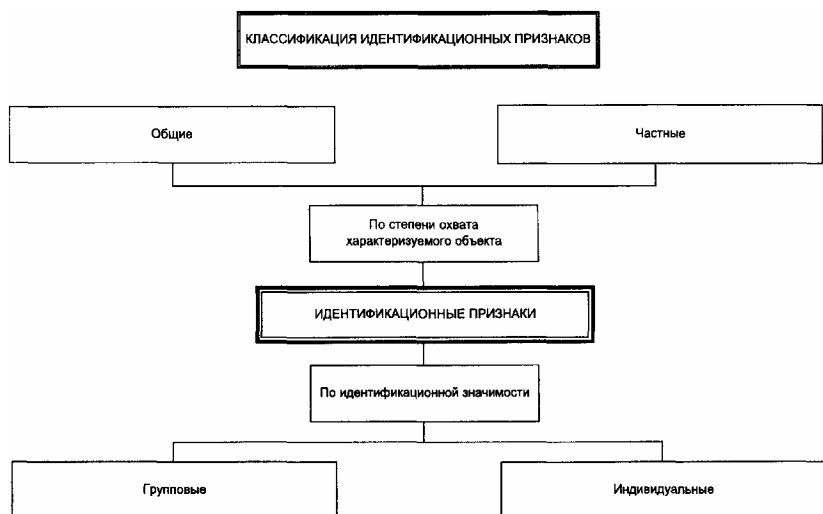 КЛАССИФИКАЦИЯ ИДЕНТИФИКАЦИОННЫХ ПРИЗНАКОВ
Общие
Частные
По степени охвата
характеризуемого объекта
ИДЕНТИФИКАЦИОННЫЕ ПРИЗНАКИ
По идентификационной значимости
Групповые
Индивидуальные